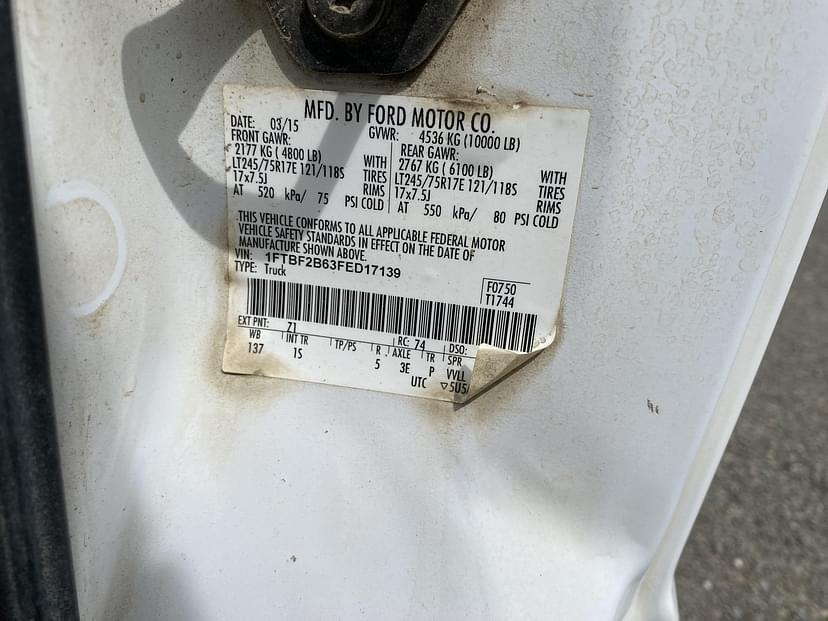 MFD. BY FORD MOTOR CO.
DATE: 03/15 GVWR: 4536 KG (10000 LB)
FRONT GAWR: REAR GAWR:
2177 KG ( 4800 LB) WITH 2767 KG ( 6100 LB) WITH
LT245/75R17E 121/118S TIRES LT245/75R17E 121/118S TIRES
17x7.5J RIMS 17x7.5J RIMS
AT 520 kPa/ 75 PSI COLD AT 550 kPa/ 80 PSI COLD
THIS VEHICLE CONFORMS TO ALL APPLICABLE FEDERAL MOTOR
VEHICLE SAFETY STANDARDS IN EFFECT ON THE DATE OF
MANUFACTURE SHOWN ABOVE.
VIN: 1FTBF2B63FED17139
TYPE: Truck
F0750
T1744
EXT PNT: Z1 RC: 74 DSO:
WB INT TR TP/PS R AXLE TR SPR
137 1S 5 3E P VVLL
UTC ▽5U5